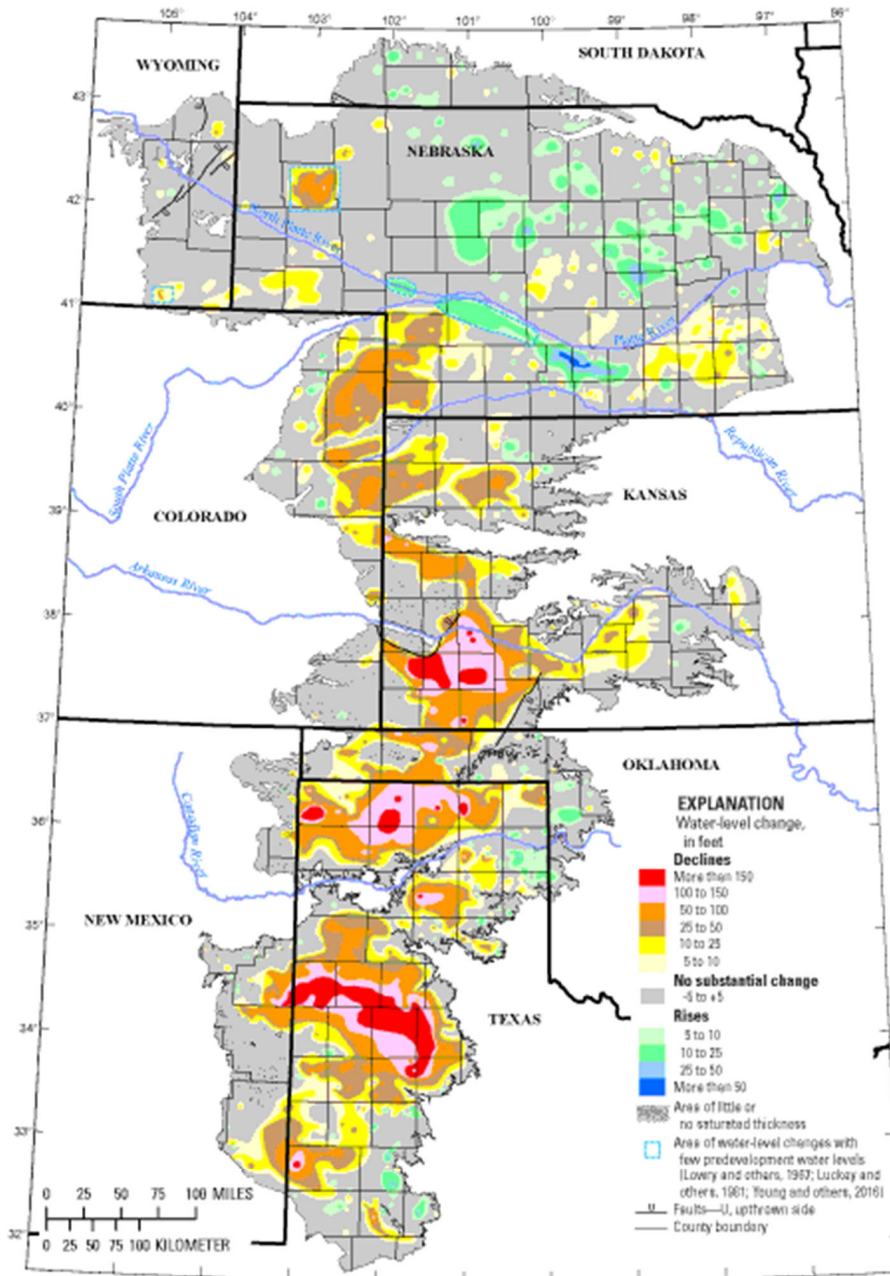 105° 104° 103° 102° 101° 100° 99° 98° 97° 96°
WYOMING
SOUTH DAKOTA
43°
NEBRASKA
42°
North Platte River
41°
Platte River
40°
South Platte River
Republican River
39°
COLORADO
KANSAS
Arkansas River
38°
37°
OKLAHOMA
36°
Canadian River
35°
NEW MEXICO
34°
TEXAS
33°
32°
EXPLANATION
Water-level change,
in feet
Declines
More than 150
100 to 150
50 to 100
25 to 50
10 to 25
5 to 10
No substantial change
-5 to +5
Rises
5 to 10
10 to 25
25 to 50
More than 50
Area of little or
no saturated thickness
Area of water-level changes with
few predevelopment water levels
(Lowry and others, 1967; Luckey and
others, 1981; Young and others, 2016)
U
Faults—U, upthrown side
County boundary
0 25 50 75 100 MILES
0 25 50 75 100 KILOMETER